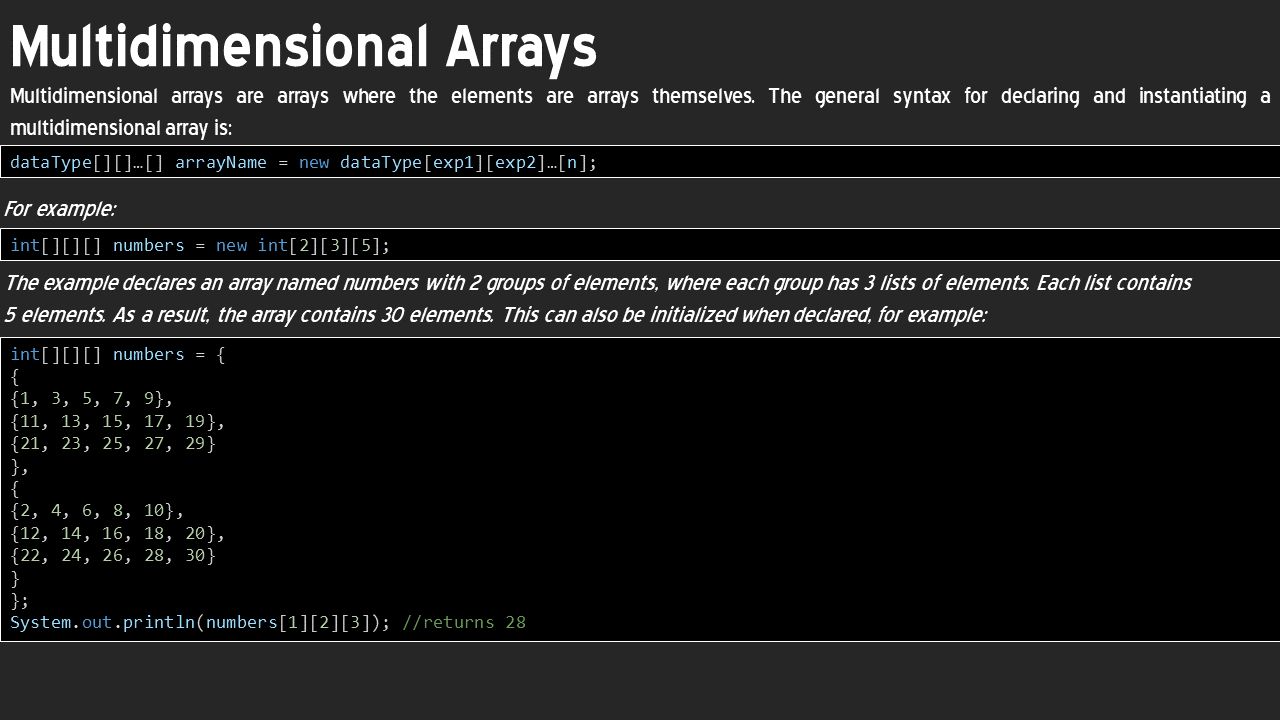 Multidimensional Arrays
Multidimensional arrays are arrays where the elements are arrays themselves. The general syntax for declaring and instantiating a
multidimensional array is:
dataType[][]…[] arrayName = new dataType[exp1][exp2]…[n];
For example:
int[][][] numbers = new int[2][3][5];
The example declares an array named numbers with 2 groups of elements, where each group has 3 lists of elements. Each list contains
5 elements. As a result, the array contains 30 elements. This can also be initialized when declared, for example:
int[][][] numbers = {
{
{1, 3, 5, 7, 9},
{11, 13, 15, 17, 19},
{21, 23, 25, 27, 29}
},
{
{2, 4, 6, 8, 10},
{12, 14, 16, 18, 20},
{22, 24, 26, 28, 30}
}
};
System.out.println(numbers[1][2][3]); //returns 28